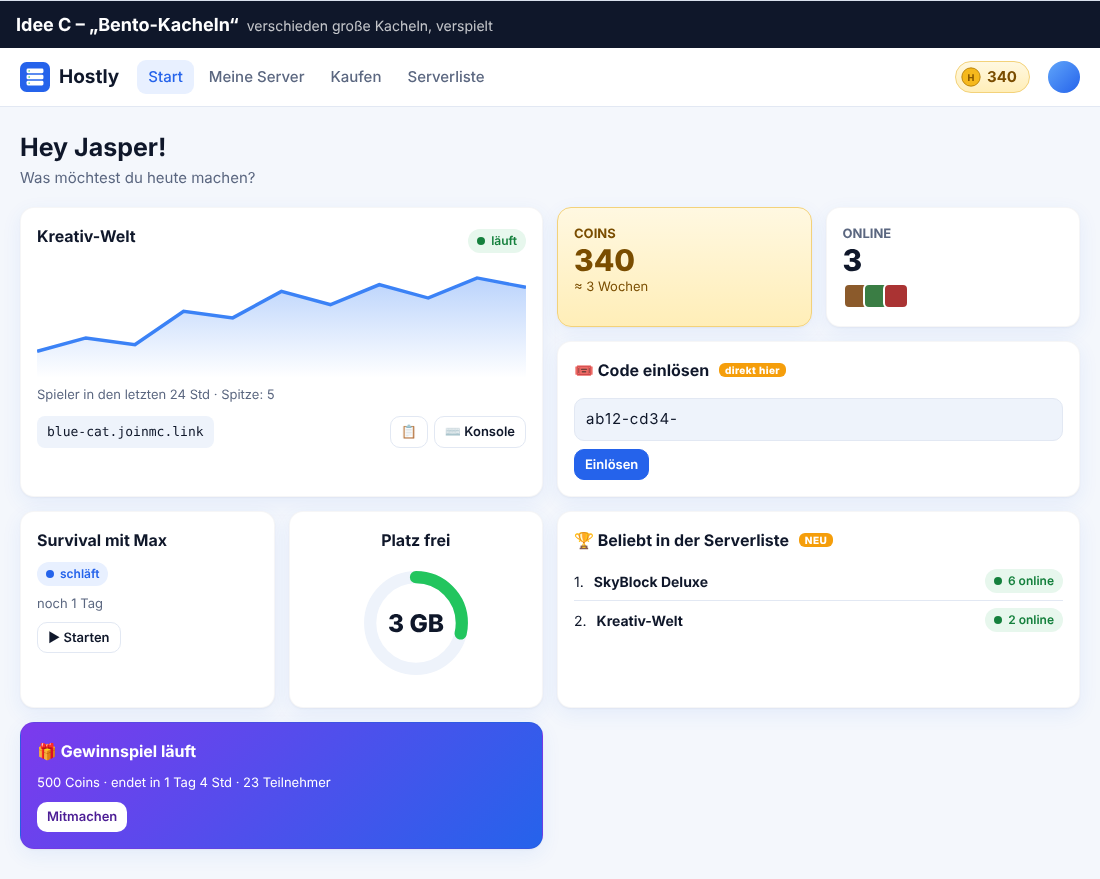 Idee C – „Bento-Kacheln“ verschieden große Kacheln, verspielt
Hostly Start Meine Server Kaufen Serverliste H 340
Hey Jasper!
Was möchtest du heute machen?
Kreativ-Welt
läuft
Spieler in den letzten 24 Std · Spitze: 5
blue-cat.joinmc.link 📋 ⌨️ Konsole
COINS
340
≈ 3 Wochen
ONLINE
3
🎟️ Code einlösen direkt hier
ab12-cd34-
Einlösen
Survival mit Max
schläft
noch 1 Tag
▶ Starten
Platz frei
3 GB
🏆 Beliebt in der Serverliste NEU
1. SkyBlock Deluxe 6 online
2. Kreativ-Welt 2 online
🎁 Gewinnspiel läuft
500 Coins · endet in 1 Tag 4 Std · 23 Teilnehmer
Mitmachen